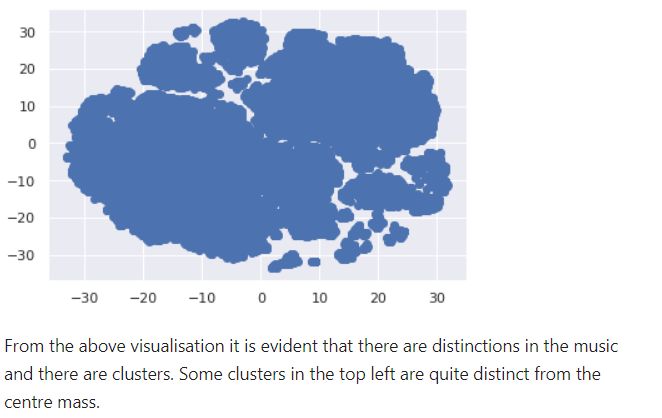 30
20
10
0
−10
−20
−30
−30 −20 −10 0 10 20 30
From the above visualisation it is evident that there are distinctions in the music
and there are clusters. Some clusters in the top left are quite distinct from the
centre mass.